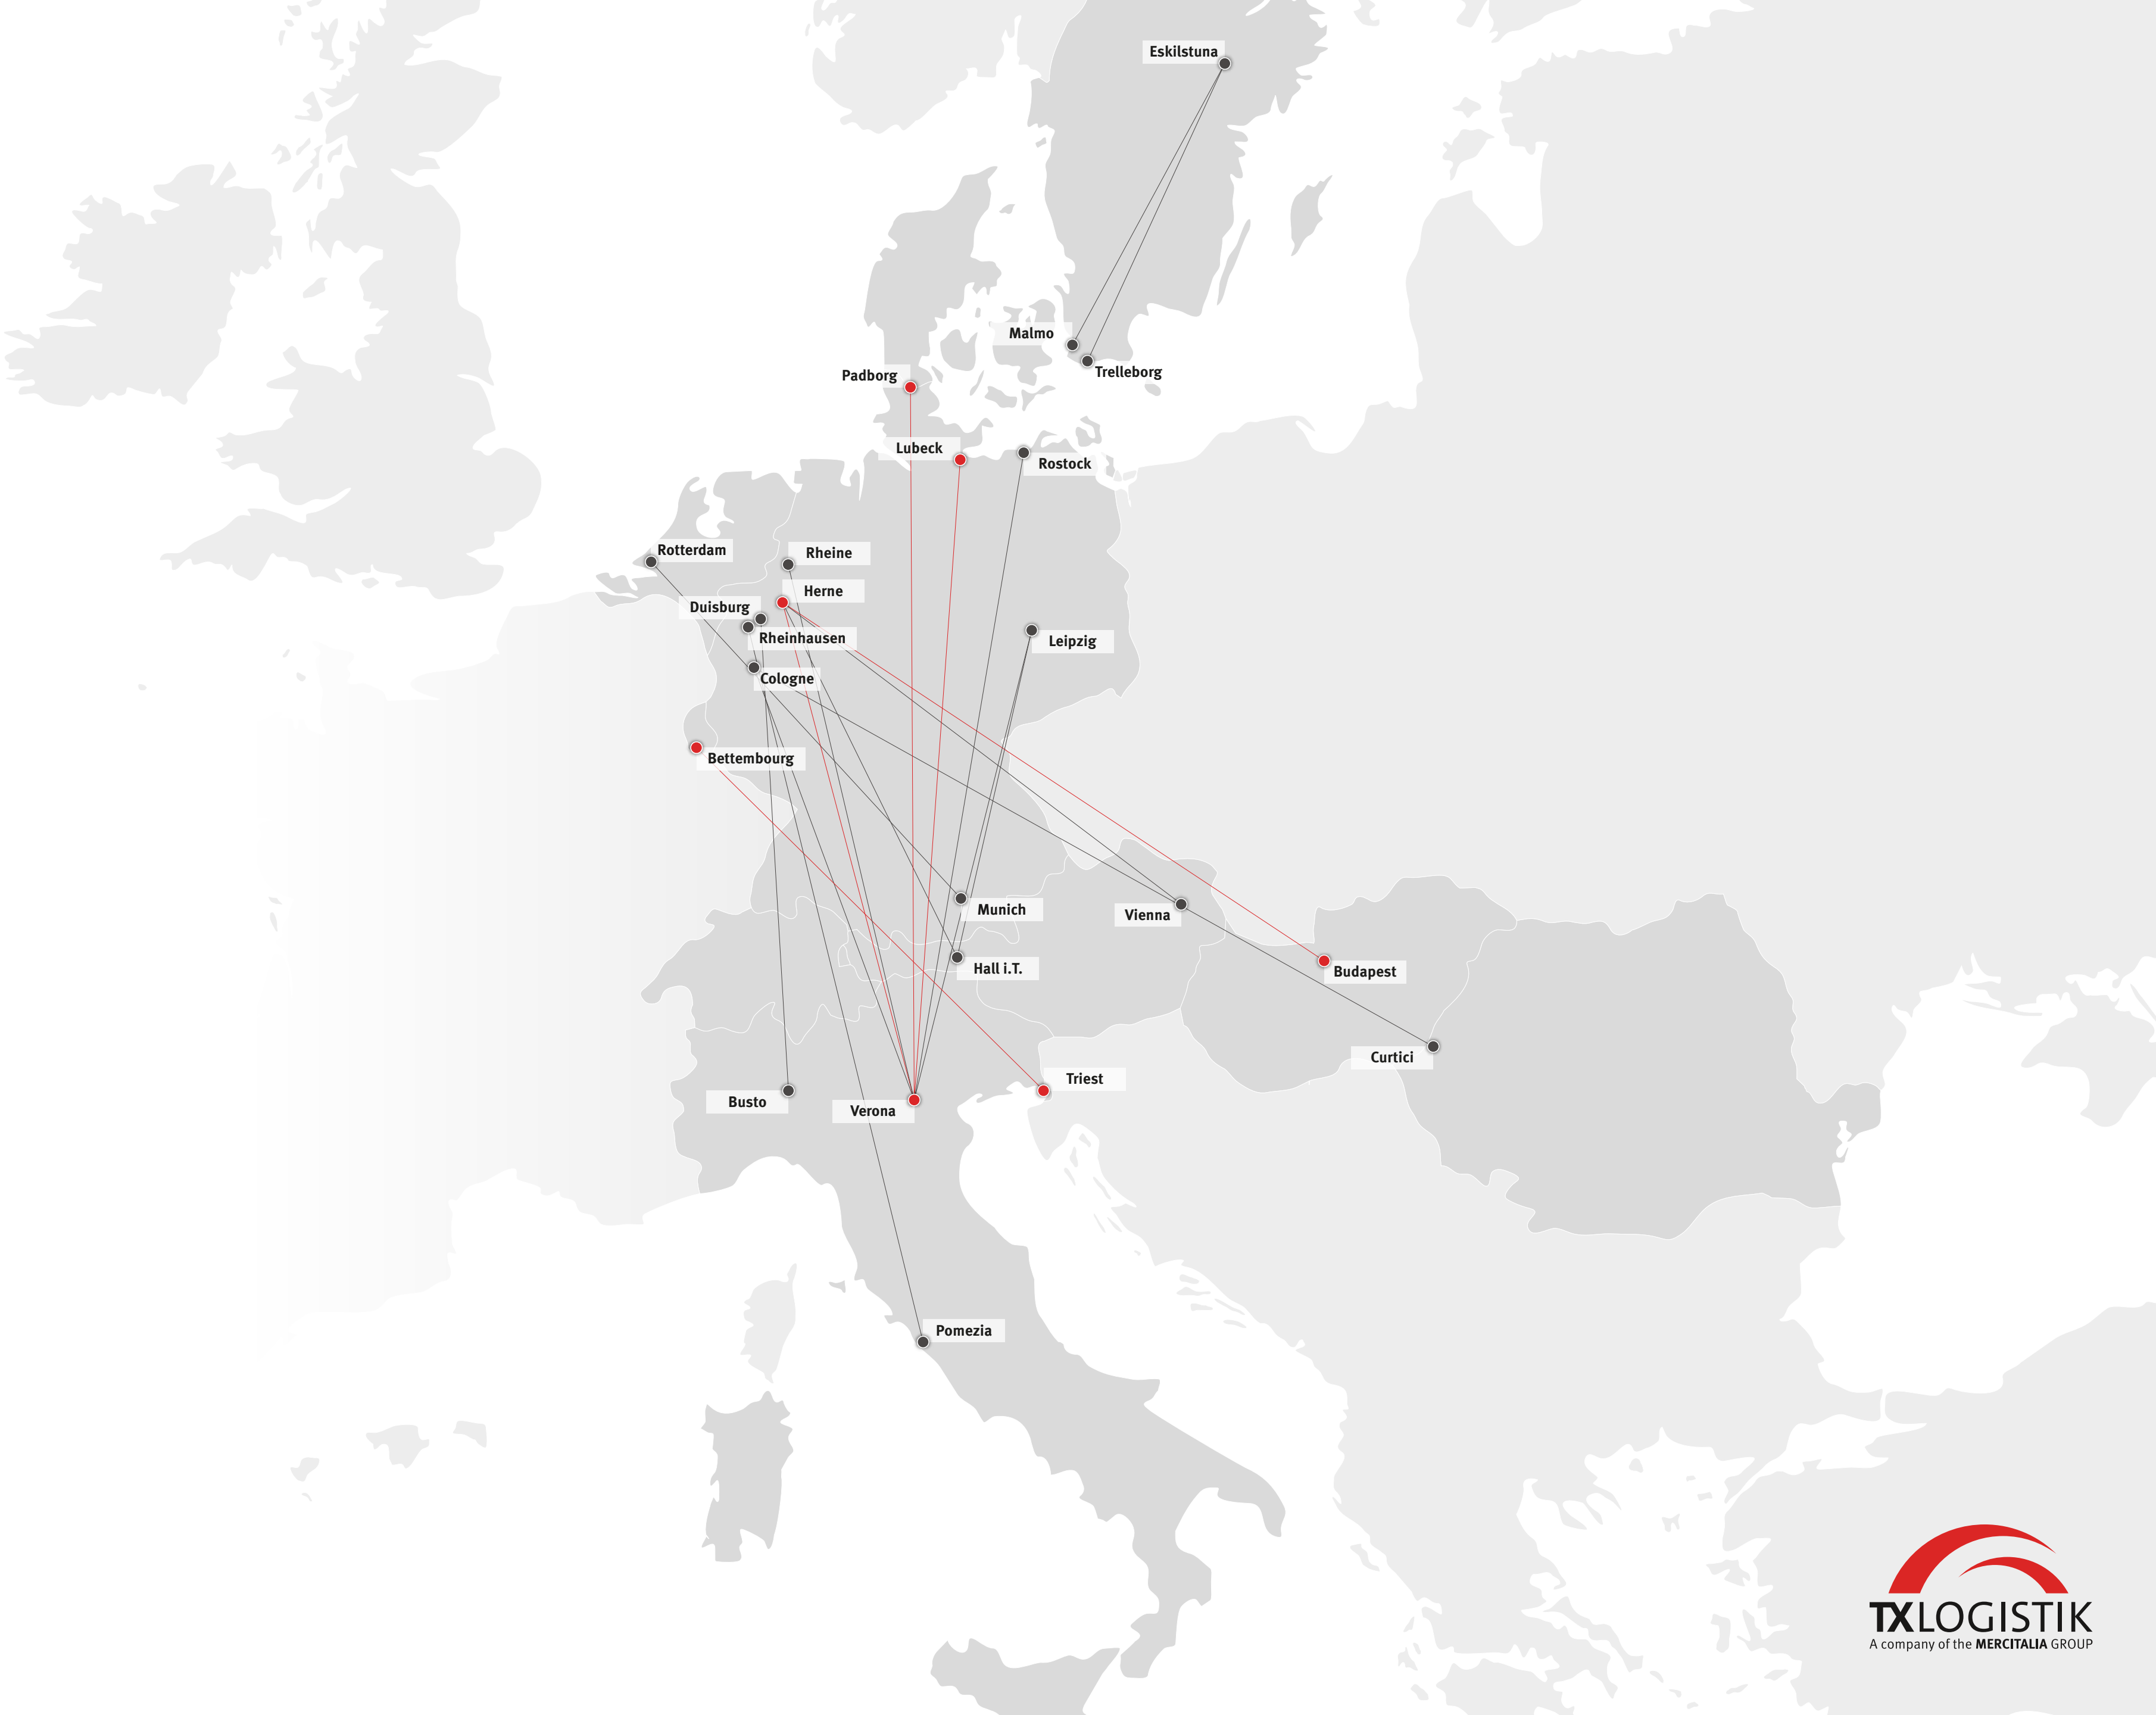 Eskilstuna
Malmo
Trelleborg
Padborg
Lubeck
Rostock
Rotterdam
Rheine
Herne
Duisburg
Rheinhausen
Leipzig
Cologne
Bettembourg
Munich
Vienna
Hall i.T.
Budapest
Curtici
Triest
Busto
Verona
Pomezia
TXLOGISTIK
A company of the MERCITALIA GROUP